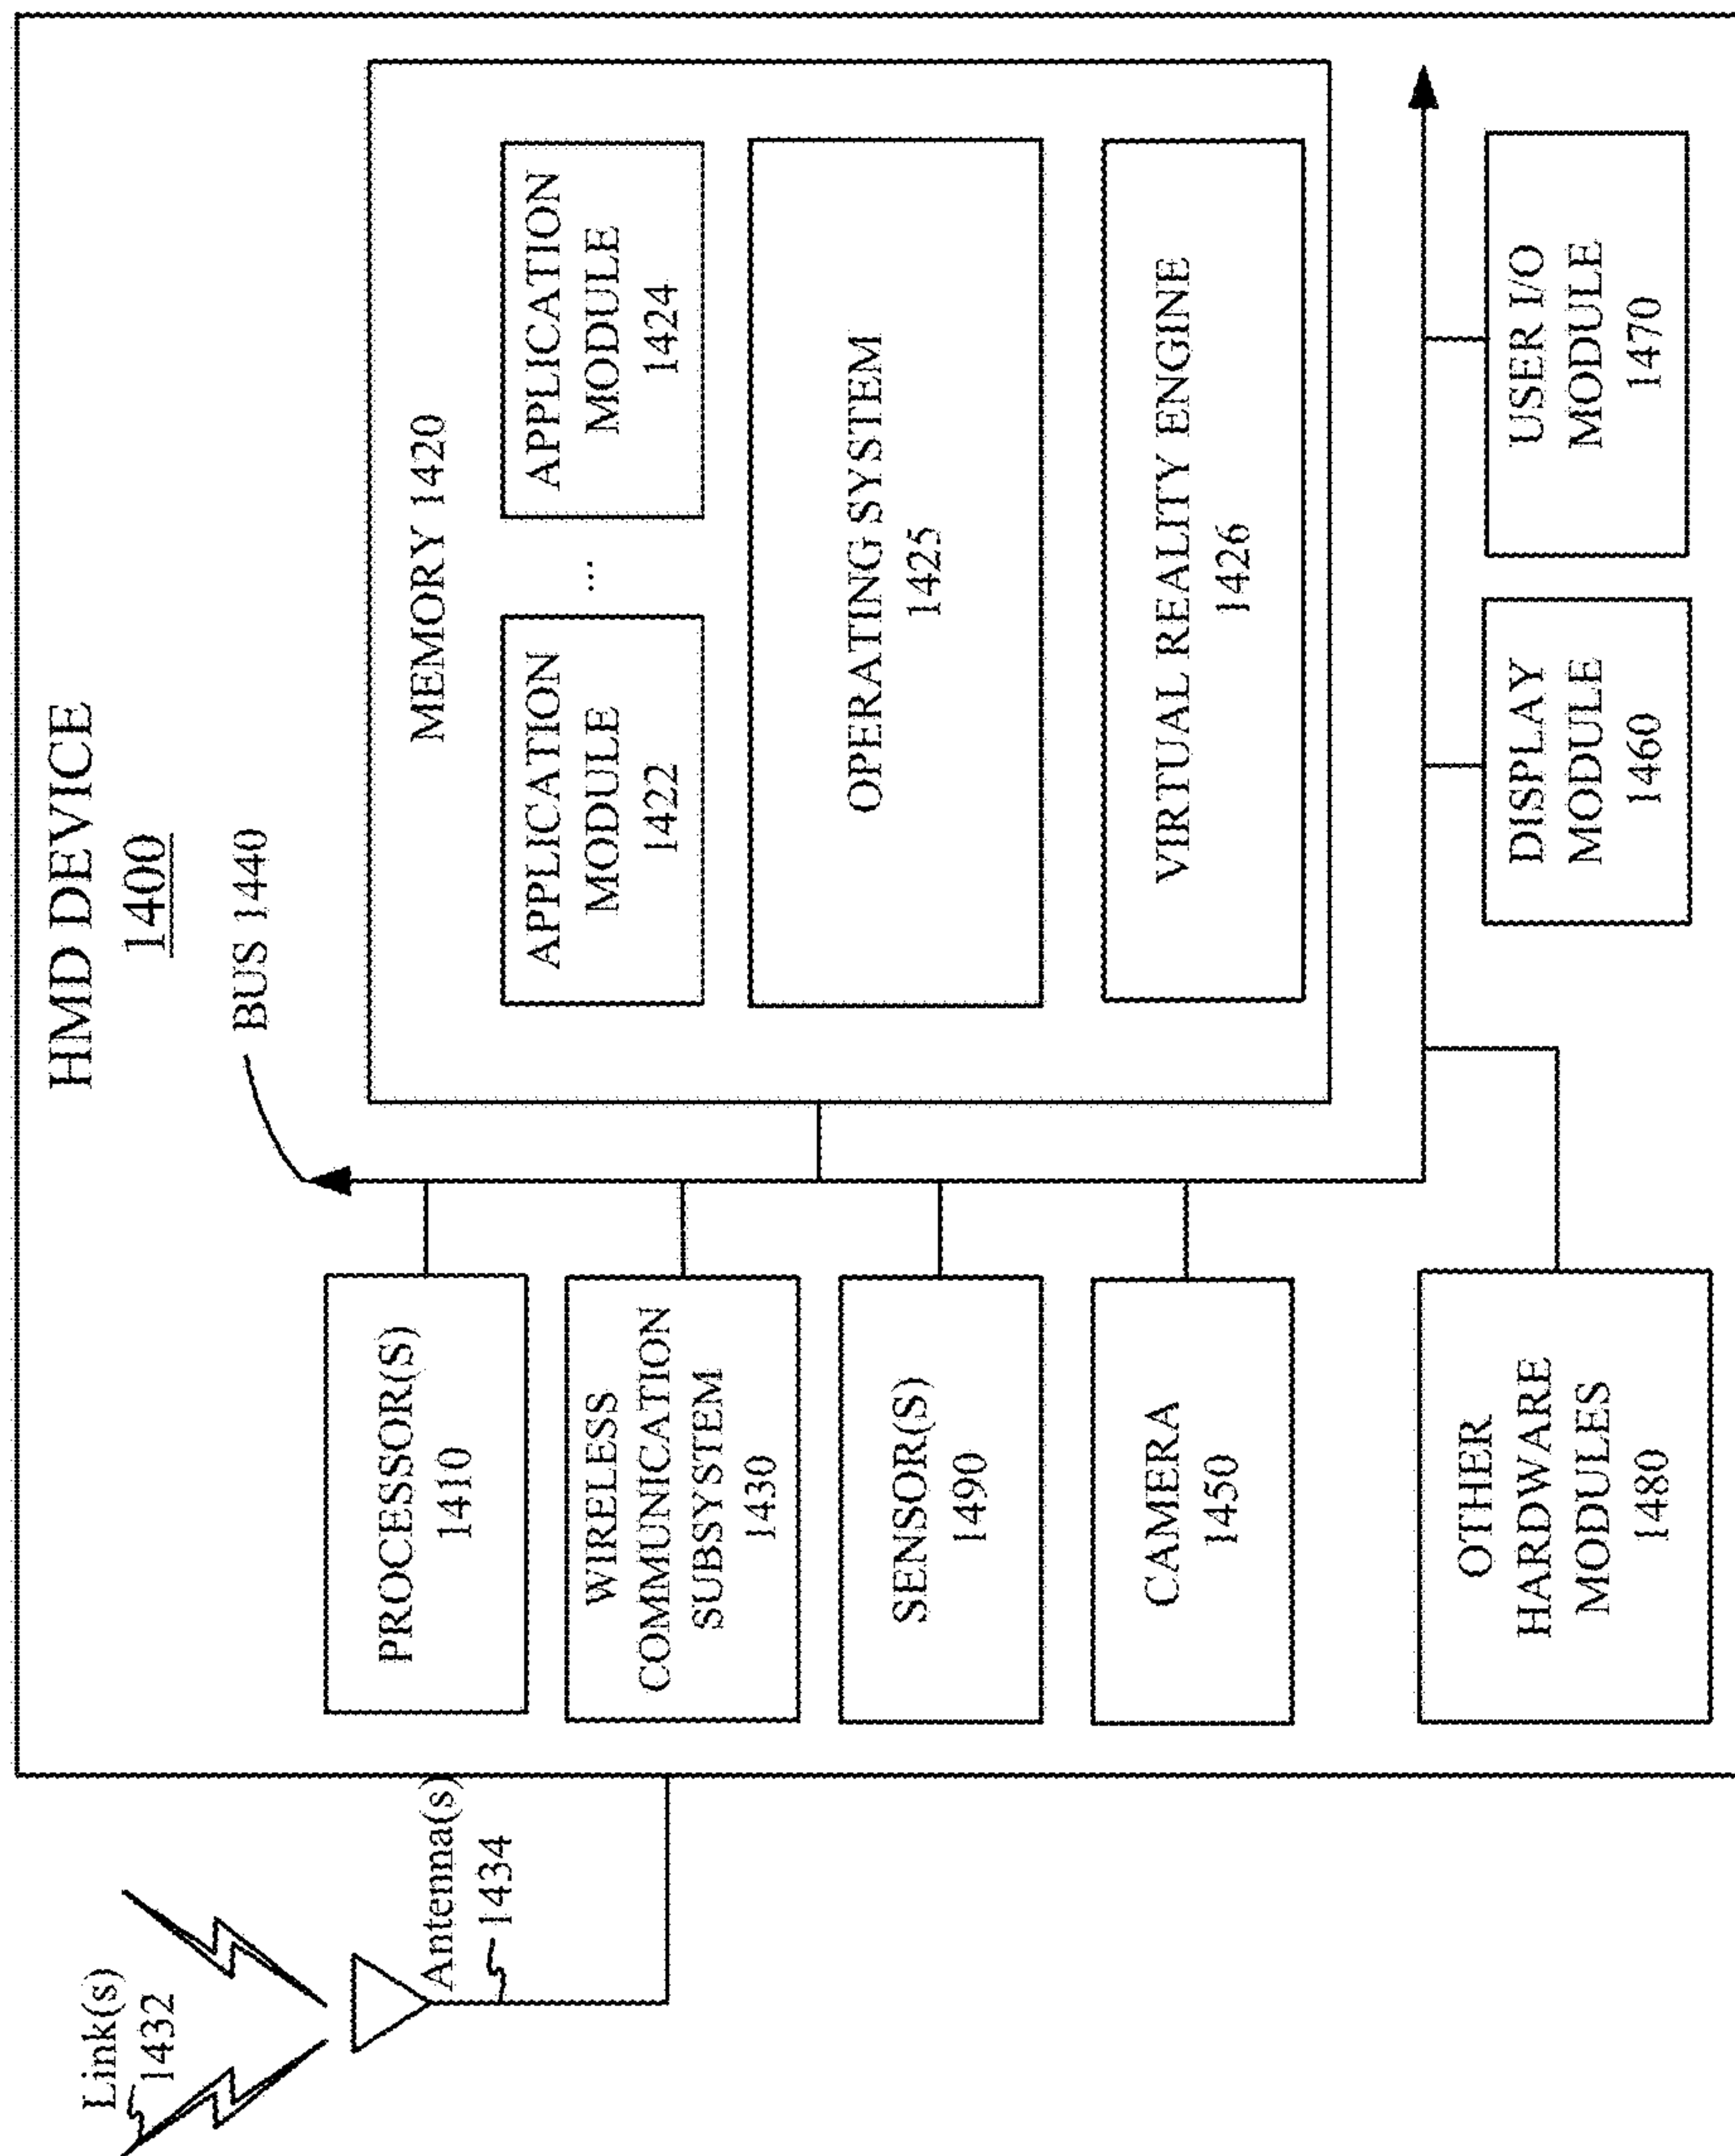 HMD DEVICE
1400
BUS 1440
Link(s)
1432
Antenna(s)
1434
PROCESSOR(S)
1410
WIRELESS
COMMUNICATION
SUBSYSTEM
1430
SENSOR(S)
1490
CAMERA
1450
OTHER
HARDWARE
MODULES
1480
MEMORY 1420
APPLICATION
MODULE
1422
...
APPLICATION
MODULE
1424
OPERATING SYSTEM
1425
VIRTUAL REALITY ENGINE
1426
DISPLAY
MODULE
1460
USER I/O
MODULE
1470